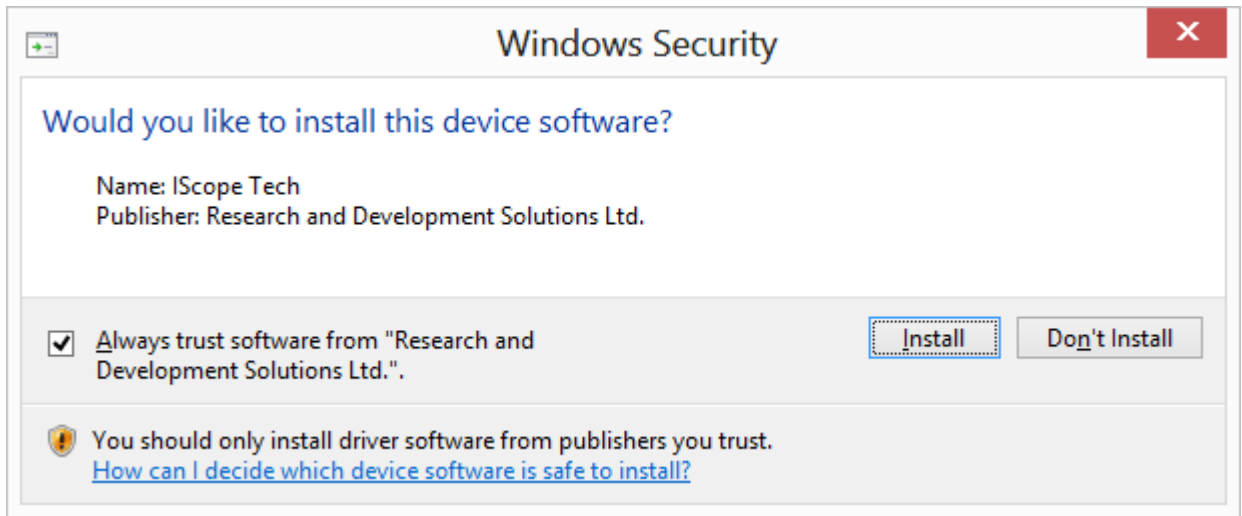 Windows Security
Would you like to install this device software?
Name: IScope Tech
Publisher: Research and Development Solutions Ltd.
Always trust software from "Research and
Development Solutions Ltd.".
Install
Don't Install
You should only install driver software from publishers you trust.
How can I decide which device software is safe to install?